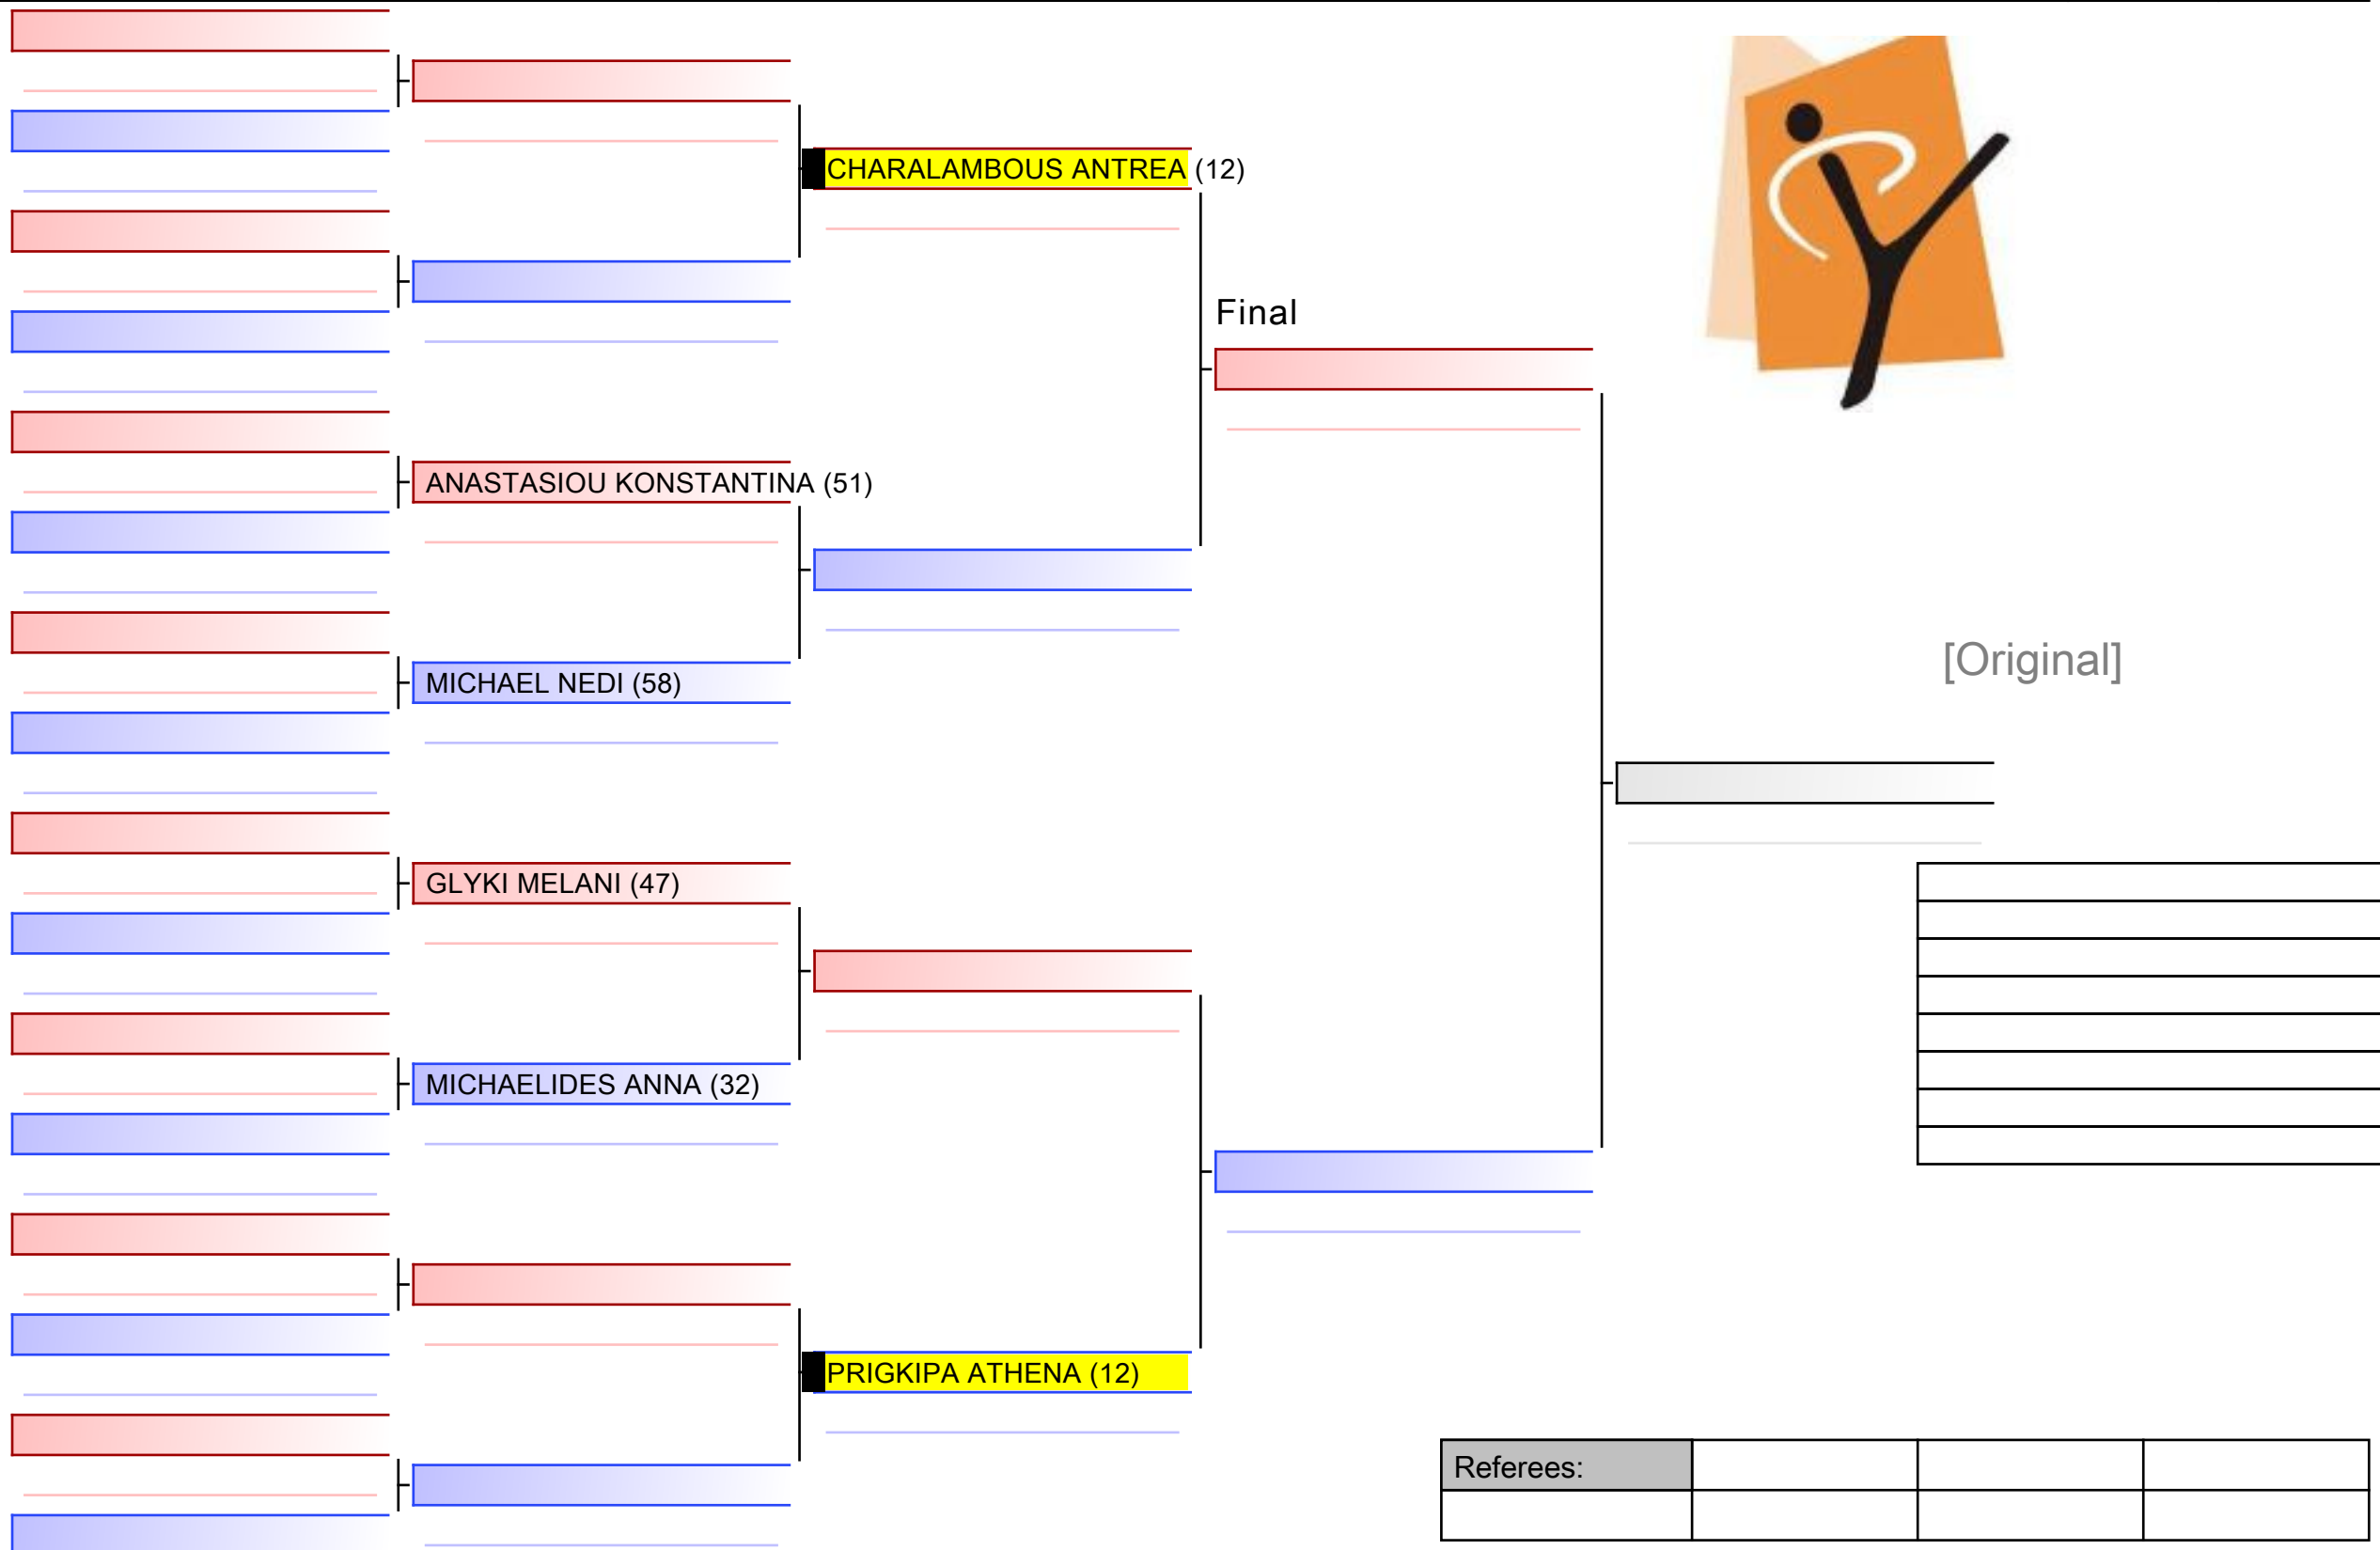 CHARALAMBOUS ANTREA (12)
Final
ANASTASIOU KONSTANTINA (51)
[Original]
MICHAEL NEDI (58)
GLYKI MELANI (47)
MICHAELIDES ANNA (32)
PRIGKIPA ATHENA (12)
Referees: